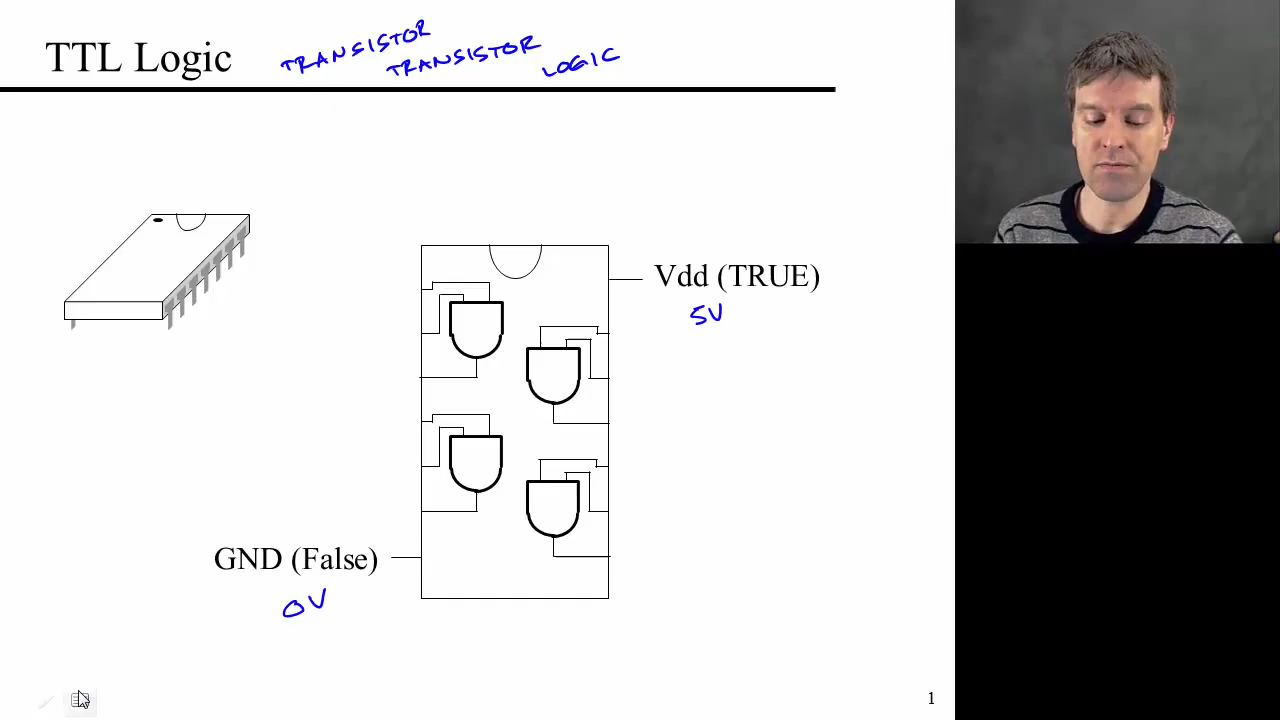 TTL Logic
TRANSISTOR TRANSISTOR LOGIC
Vdd (TRUE)
5V
GND (False)
0V
1